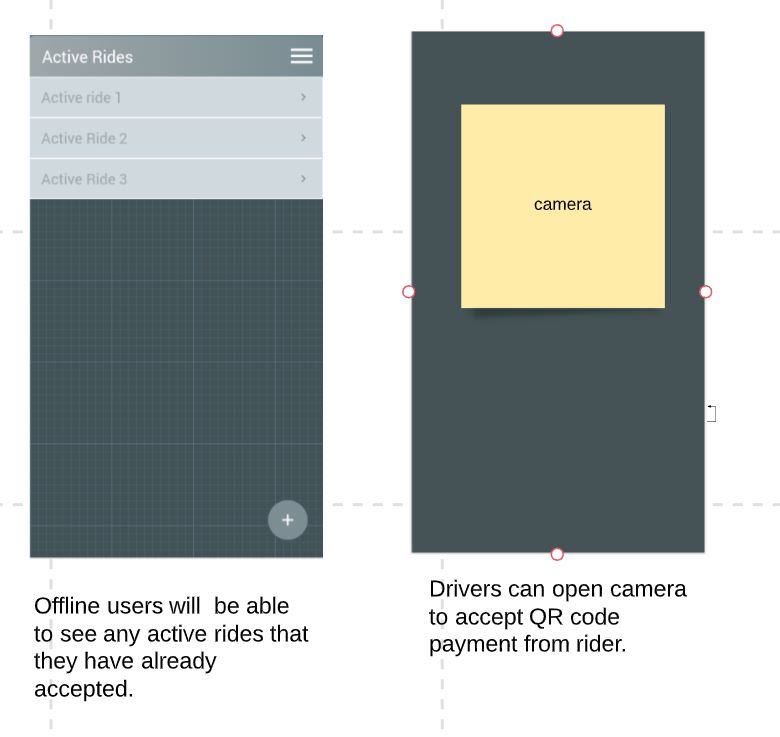 Active Rides
Active ride 1
Active Ride 2
Active Ride 3
+
Offline users will  be able
to see any active rides that
they have already
accepted.
camera
Drivers can open camera
to accept QR code
payment from rider.